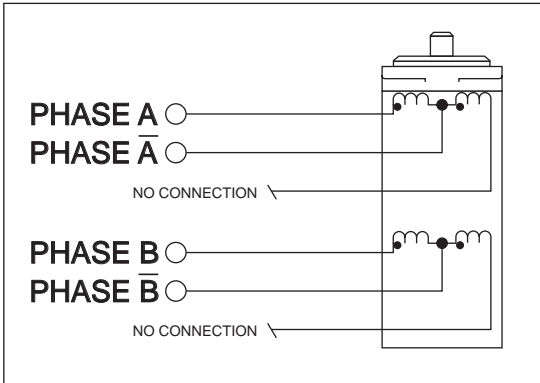 PHASE A
PHASE A̅
NO CONNECTION
PHASE B
PHASE B̅
NO CONNECTION